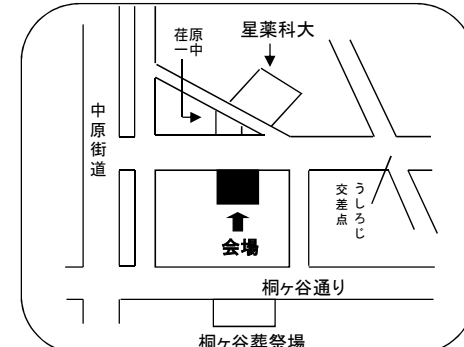 星薬科大
荏原
一中
中原街道
うしろじ
交差点
会場
桐ヶ谷通り
桐ヶ谷葬祭場